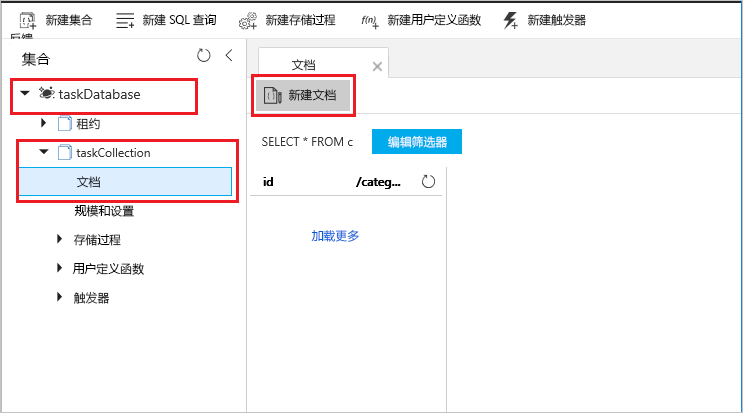 新建集合 新建 SQL 查询 新建存储过程 f(n) 新建用户定义函数 新建触发器
反馈
集合
文档
taskDatabase
新建文档
租约
SELECT * FROM c 编辑筛选器
taskCollection
文档
id /categ...
规模和设置
加载更多
存储过程
用户定义函数
触发器